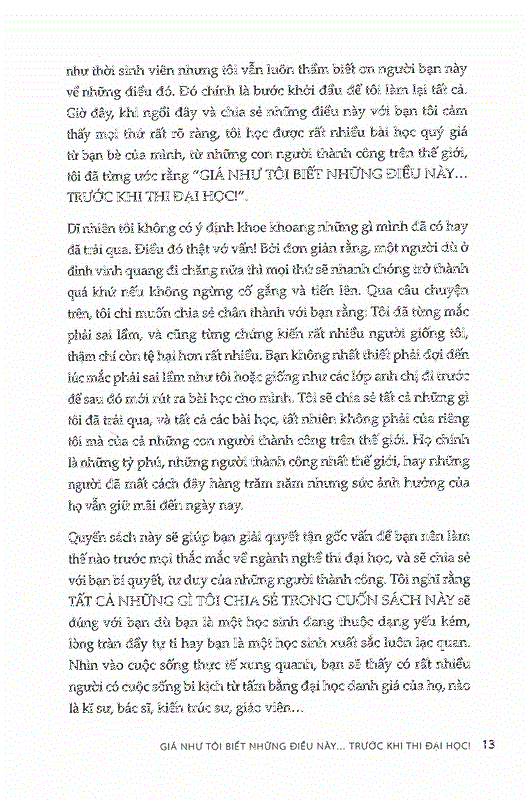 như thời sinh viên nhưng tôi vẫn luôn thầm biết ơn người bạn này
về những điều đó. Đó chính là bước khởi đầu để tôi làm lại tất cả.
Giờ đây, khi ngồi đây và chia sẻ những điều này với bạn tôi cảm
thấy mọi thứ rất rõ ràng, tôi học được rất nhiều bài học quý giá
từ bạn bè của mình, từ những con người thành công trên thế giới,
tôi đã từng ước rằng "GIÁ NHƯ TÔI BIẾT NHỮNG ĐIỀU NÀY...
TRƯỚC KHI THI ĐẠI HỌC!".
Dĩ nhiên tôi không có ý định khoe khoang những gì mình đã có hay
đã trải qua. Điều đó thật vớ vẩn! Bởi đơn giản rằng, một người dù ở
đỉnh vinh quang đi chăng nữa thì mọi thứ sẽ nhanh chóng trở thành
quá khứ nếu không ngừng cố gắng và tiến lên. Qua câu chuyện
trên, tôi chỉ muốn chia sẻ chân thành với bạn rằng: Tôi đã từng mắc
phải sai lầm, và cũng từng chứng kiến rất nhiều người giống tôi,
thậm chí còn tệ hại hơn rất nhiều. Bạn không nhất thiết phải đợi đến
lúc mắc phải sai lầm như tôi hoặc giống như các lớp anh chị đi trước
để sau đó mới rút ra bài học cho mình. Tôi sẽ chia sẻ tất cả những gì
tôi đã trải qua, và tất cả các bài học, tất nhiên không phải của riêng
tôi mà của cả những con người thành công trên thế giới. Họ chính
là những tỷ phú, những người thành công nhất thế giới, hay những
người đã mất cách đây hàng trăm năm nhưng sức ảnh hưởng của
họ vẫn giữ mãi đến ngày nay.
Quyển sách này sẽ giúp bạn giải quyết tận gốc vấn đề bạn nên làm
thế nào trước mọi thắc mắc về ngành nghề thi đại học, và sẽ chia sẻ
với bạn bí quyết, tư duy của những người thành công. Tôi nghĩ rằng
TẤT CẢ NHỮNG GÌ TÔI CHIA SẺ TRONG CUỐN SÁCH NÀY sẽ
đúng với bạn dù bạn là một học sinh đang thuộc dạng yếu kém,
lòng tràn đầy tự ti hay bạn là một học sinh xuất sắc luôn lạc quan.
Nhìn vào cuộc sống thực tế xung quanh, bạn sẽ thấy có rất nhiều
người có cuộc sống bi kịch từ tấm bằng đại học danh giá của họ, nào
là kĩ sư, bác sĩ, kiến trúc sư, giáo viên...
GIÁ NHƯ TÔI BIẾT NHỮNG ĐIỀU NÀY... TRƯỚC KHI THI ĐẠI HỌC! 13